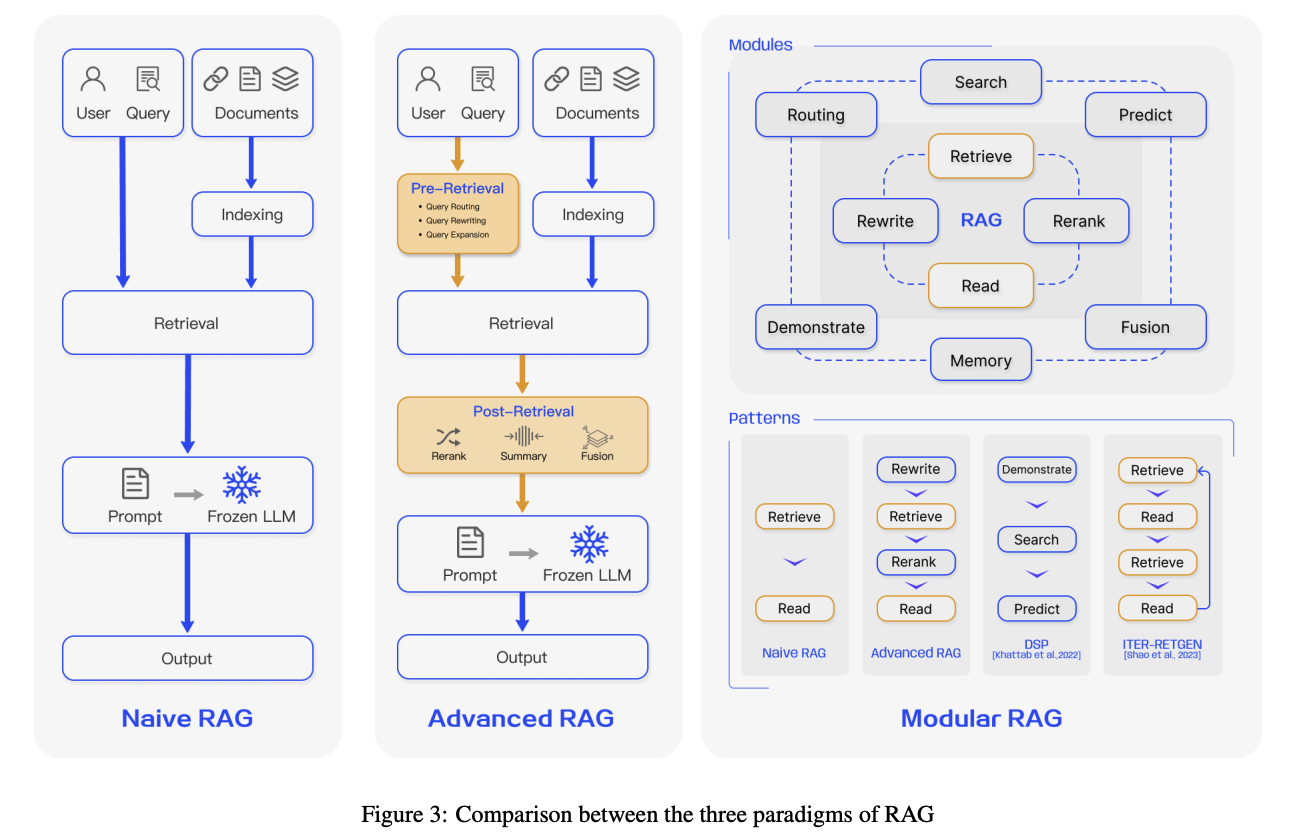 User Query
Documents
Indexing
Retrieval
Prompt
Frozen LLM
Output
Naive RAG
User Query
Documents
Pre-Retrieval
• Query Routing
• Query Rewriting
• Query Expansion
Indexing
Retrieval
Post-Retrieval
Rerank
Summary
Fusion
Prompt
Frozen LLM
Output
Advanced RAG
Modules
Search
Routing
Predict
Retrieve
Rewrite
RAG
Rerank
Read
Demonstrate
Fusion
Memory
Patterns
Retrieve
Read
Naive RAG
Rewrite
Retrieve
Rerank
Read
Advanced RAG
Demonstrate
Search
Predict
DSP
[Khattab et al.,2022]
Retrieve
Read
Retrieve
Read
ITER-RETGEN
[Shao et al., 2023]
Modular RAG
Figure 3: Comparison between the three paradigms of RAG